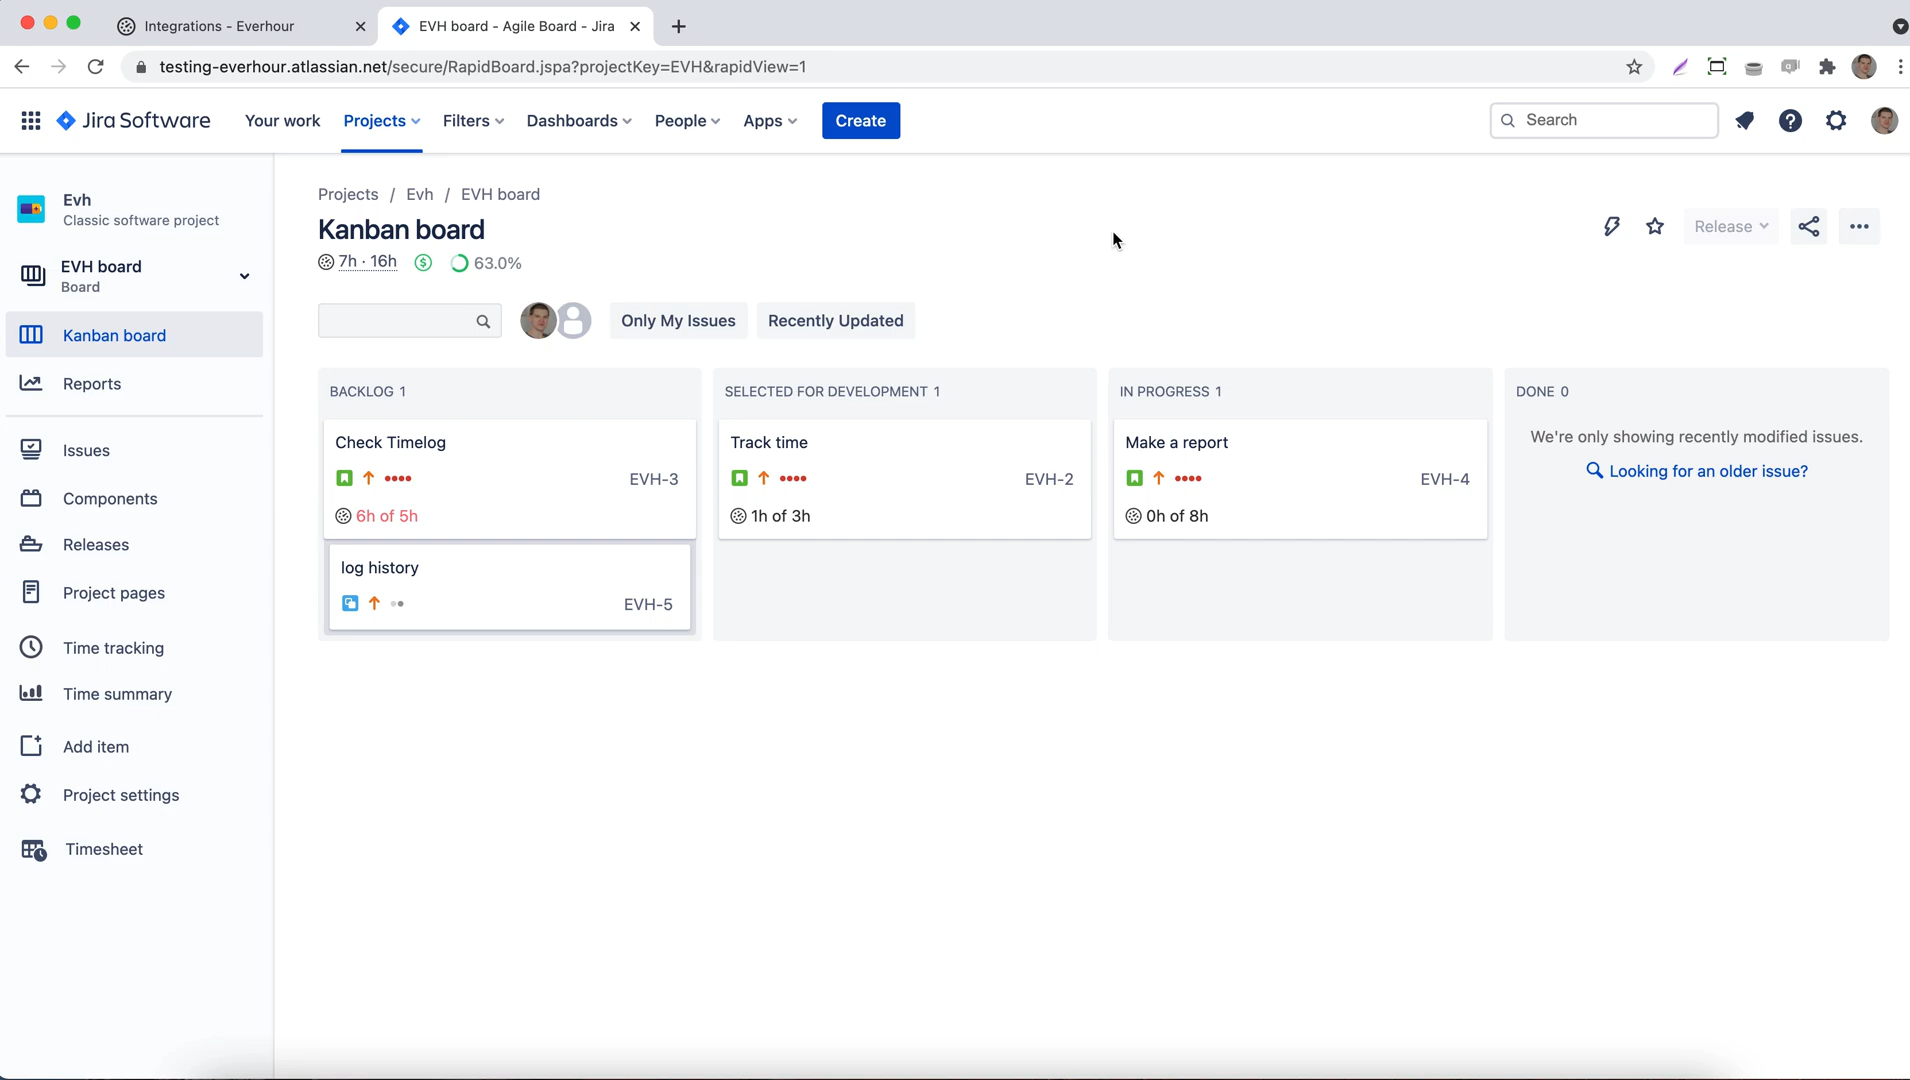 Integrations - Everhour
EVH board - Agile Board - Jira
testing-everhour.atlassian.net/secure/RapidBoard.jspa?projectKey=EVH&rapidView=1
Jira Software
Your work
Projects
Filters
Dashboards
People
Apps
Create
Search
Evh
Classic software project
EVH board
Board
Kanban board
Reports
Issues
Components
Releases
Project pages
Time tracking
Time summary
Add item
Project settings
Timesheet
Projects / Evh / EVH board
Kanban board
Release
7h · 16h
63.0%
Only My Issues
Recently Updated
BACKLOG 1
Check Timelog
EVH-3
6h of 5h
log history
EVH-5
SELECTED FOR DEVELOPMENT 1
Track time
EVH-2
1h of 3h
IN PROGRESS 1
Make a report
EVH-4
0h of 8h
DONE 0
We're only showing recently modified issues.
Looking for an older issue?